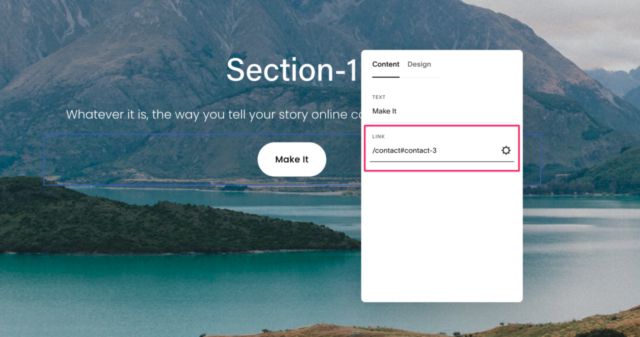 Section-1
Whatever it is, the way you tell your story online c
Make It
Content Design
TEXT
Make It
LINK
/contact#contact-3